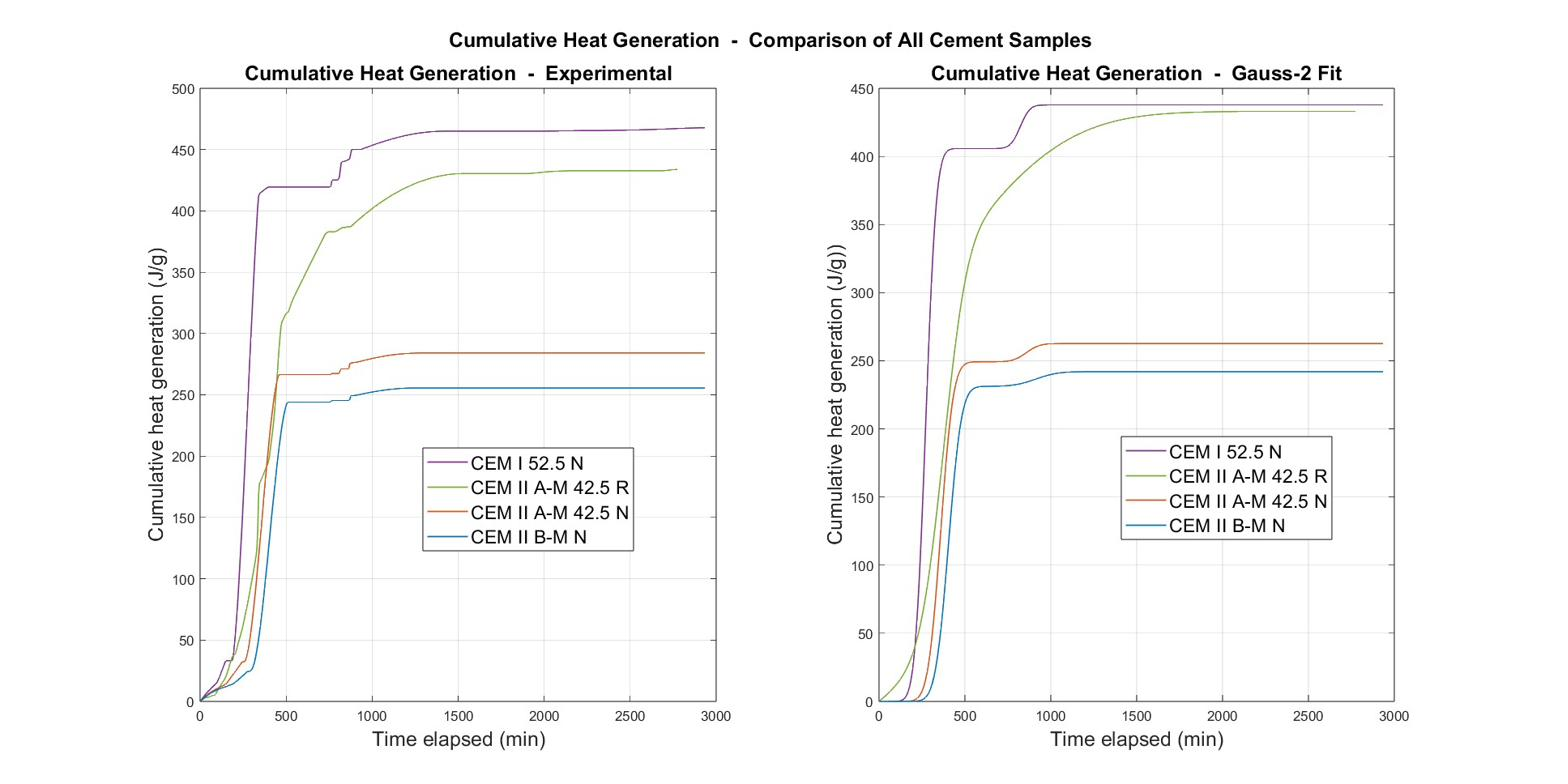 Cumulative Heat Generation - Comparison of All Cement Samples
Cumulative Heat Generation - Experimental
500
450
400
350
300
250
200
150
100
50
0
Cumulative heat generation (J/g)
CEM I 52.5 N
CEM II A-M 42.5 R
CEM II A-M 42.5 N
CEM II B-M N
0 500 1000 1500 2000 2500 3000
Time elapsed (min)
Cumulative Heat Generation - Gauss-2 Fit
450
400
350
300
250
200
150
100
50
0
Cumulative heat generation (J/g))
CEM I 52.5 N
CEM II A-M 42.5 R
CEM II A-M 42.5 N
CEM II B-M N
0 500 1000 1500 2000 2500 3000
Time elapsed (min)